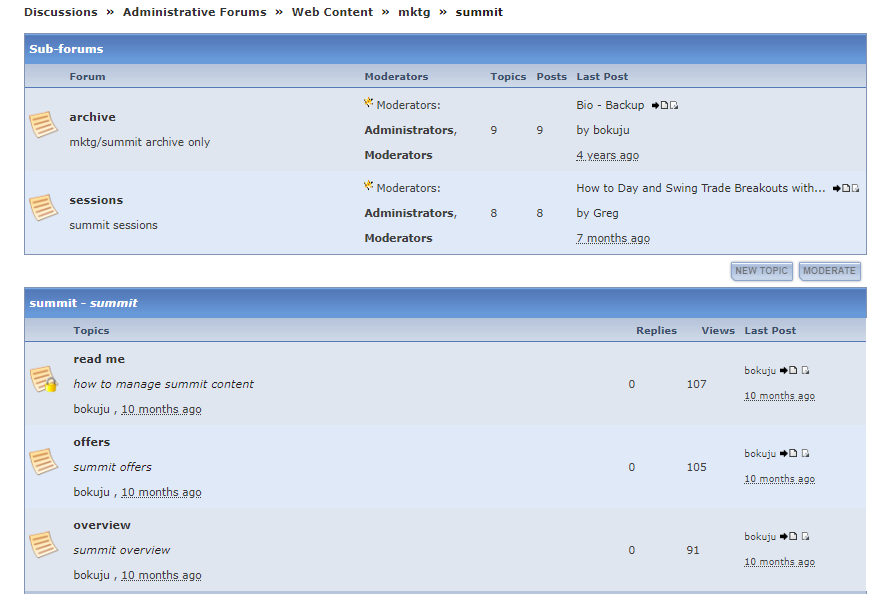 Discussions » Administrative Forums » Web Content » mktg » summit
Sub-forums
Forum Moderators Topics Posts Last Post
archive
mktg/summit archive only
Moderators:
Administrators,
Moderators
9 9
Bio - Backup
by bokuju
4 years ago
sessions
summit sessions
Moderators:
Administrators,
Moderators
8 8
How to Day and Swing Trade Breakouts with...
by Greg
7 months ago
NEW TOPIC MODERATE
summit - summit
Topics Replies Views Last Post
read me
how to manage summit content
bokuju , 10 months ago
0 107
bokuju
10 months ago
offers
summit offers
bokuju , 10 months ago
0 105
bokuju
10 months ago
overview
summit overview
bokuju , 10 months ago
0 91
bokuju
10 months ago